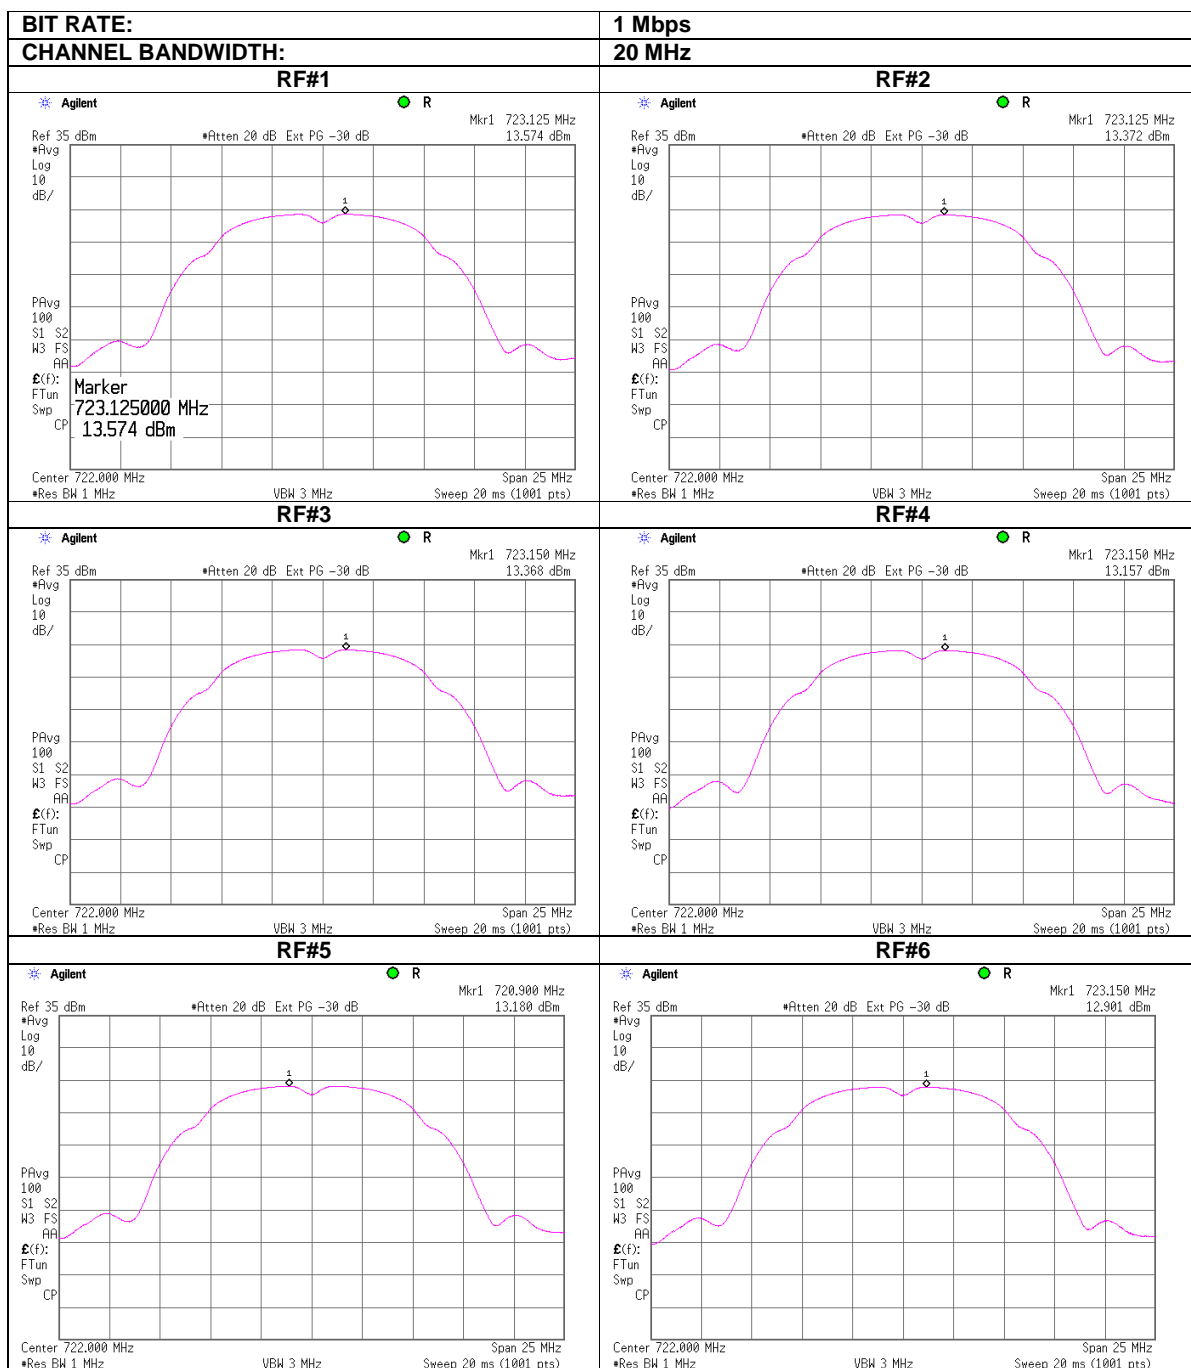 BIT RATE: 1 Mbps
CHANNEL BANDWIDTH: 20 MHz
RF#1 RF#2
Agilent R
Mkr1 723.125 MHz
Ref 35 dBm #Atten 20 dB Ext PG -30 dB 13.574 dBm
#Avg
Log
10
dB/
1
PAvg
100
S1 S2
W3 FS
AA
£(f):
FTun
Swp
CP
Marker
723.125000 MHz
13.574 dBm
Center 722.000 MHz Span 25 MHz
#Res BW 1 MHz VBW 3 MHz Sweep 20 ms (1001 pts)
Agilent R
Mkr1 723.125 MHz
Ref 35 dBm #Atten 20 dB Ext PG -30 dB 13.372 dBm
#Avg
Log
10
dB/
1
PAvg
100
S1 S2
W3 FS
AA
£(f):
FTun
Swp
CP
Center 722.000 MHz Span 25 MHz
#Res BW 1 MHz VBW 3 MHz Sweep 20 ms (1001 pts)
RF#3 RF#4
Agilent R
Mkr1 723.150 MHz
Ref 35 dBm #Atten 20 dB Ext PG -30 dB 13.368 dBm
#Avg
Log
10
dB/
1
PAvg
100
S1 S2
W3 FS
AA
£(f):
FTun
Swp
CP
Center 722.000 MHz Span 25 MHz
#Res BW 1 MHz VBW 3 MHz Sweep 20 ms (1001 pts)
Agilent R
Mkr1 723.150 MHz
Ref 35 dBm #Atten 20 dB Ext PG -30 dB 13.157 dBm
#Avg
Log
10
dB/
1
PAvg
100
S1 S2
W3 FS
AA
£(f):
FTun
Swp
CP
Center 722.000 MHz Span 25 MHz
#Res BW 1 MHz VBW 3 MHz Sweep 20 ms (1001 pts)
RF#5 RF#6
Agilent R
Mkr1 720.900 MHz
Ref 35 dBm #Atten 20 dB Ext PG -30 dB 13.180 dBm
#Avg
Log
10
dB/
1
PAvg
100
S1 S2
W3 FS
AA
£(f):
FTun
Swp
CP
Center 722.000 MHz Span 25 MHz
#Res BW 1 MHz VBW 3 MHz Sweep 20 ms (1001 pts)
Agilent R
Mkr1 723.150 MHz
Ref 35 dBm #Atten 20 dB Ext PG -30 dB 12.901 dBm
#Avg
Log
10
dB/
1
PAvg
100
S1 S2
W3 FS
AA
£(f):
FTun
Swp
CP
Center 722.000 MHz Span 25 MHz
#Res BW 1 MHz VBW 3 MHz Sweep 20 ms (1001 pts)